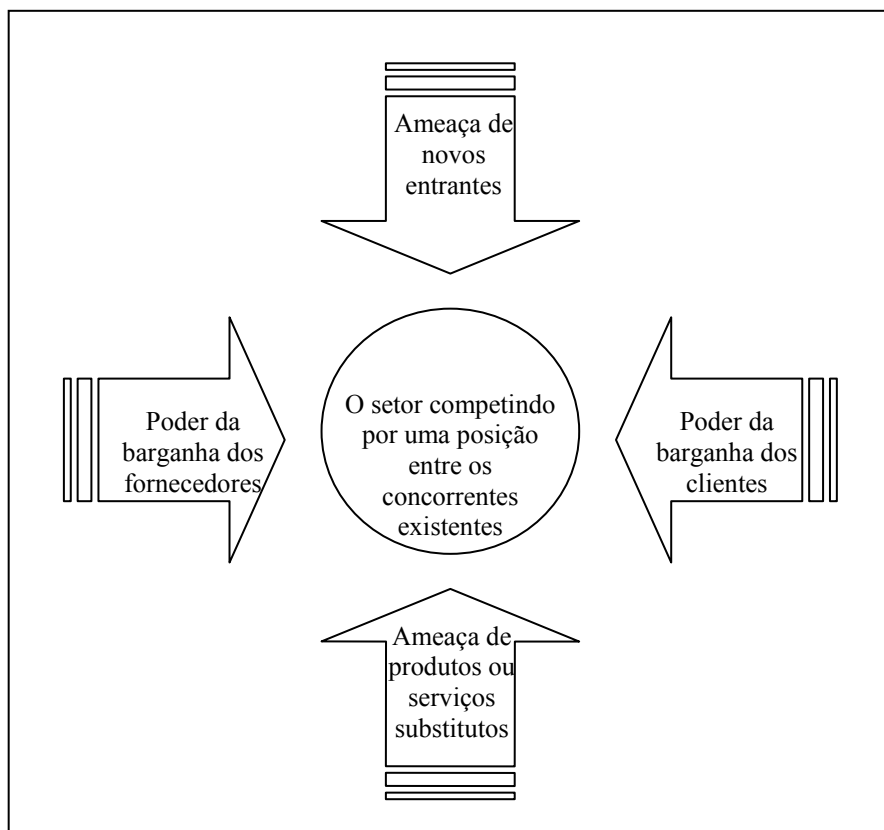 Ameaça de
novos
entrantes
Poder da
barganha dos
fornecedores
O setor competindo
por uma posição
entre os
concorrentes
existentes
Poder da
barganha dos
clientes
Ameaça de
produtos ou
serviços
substitutos